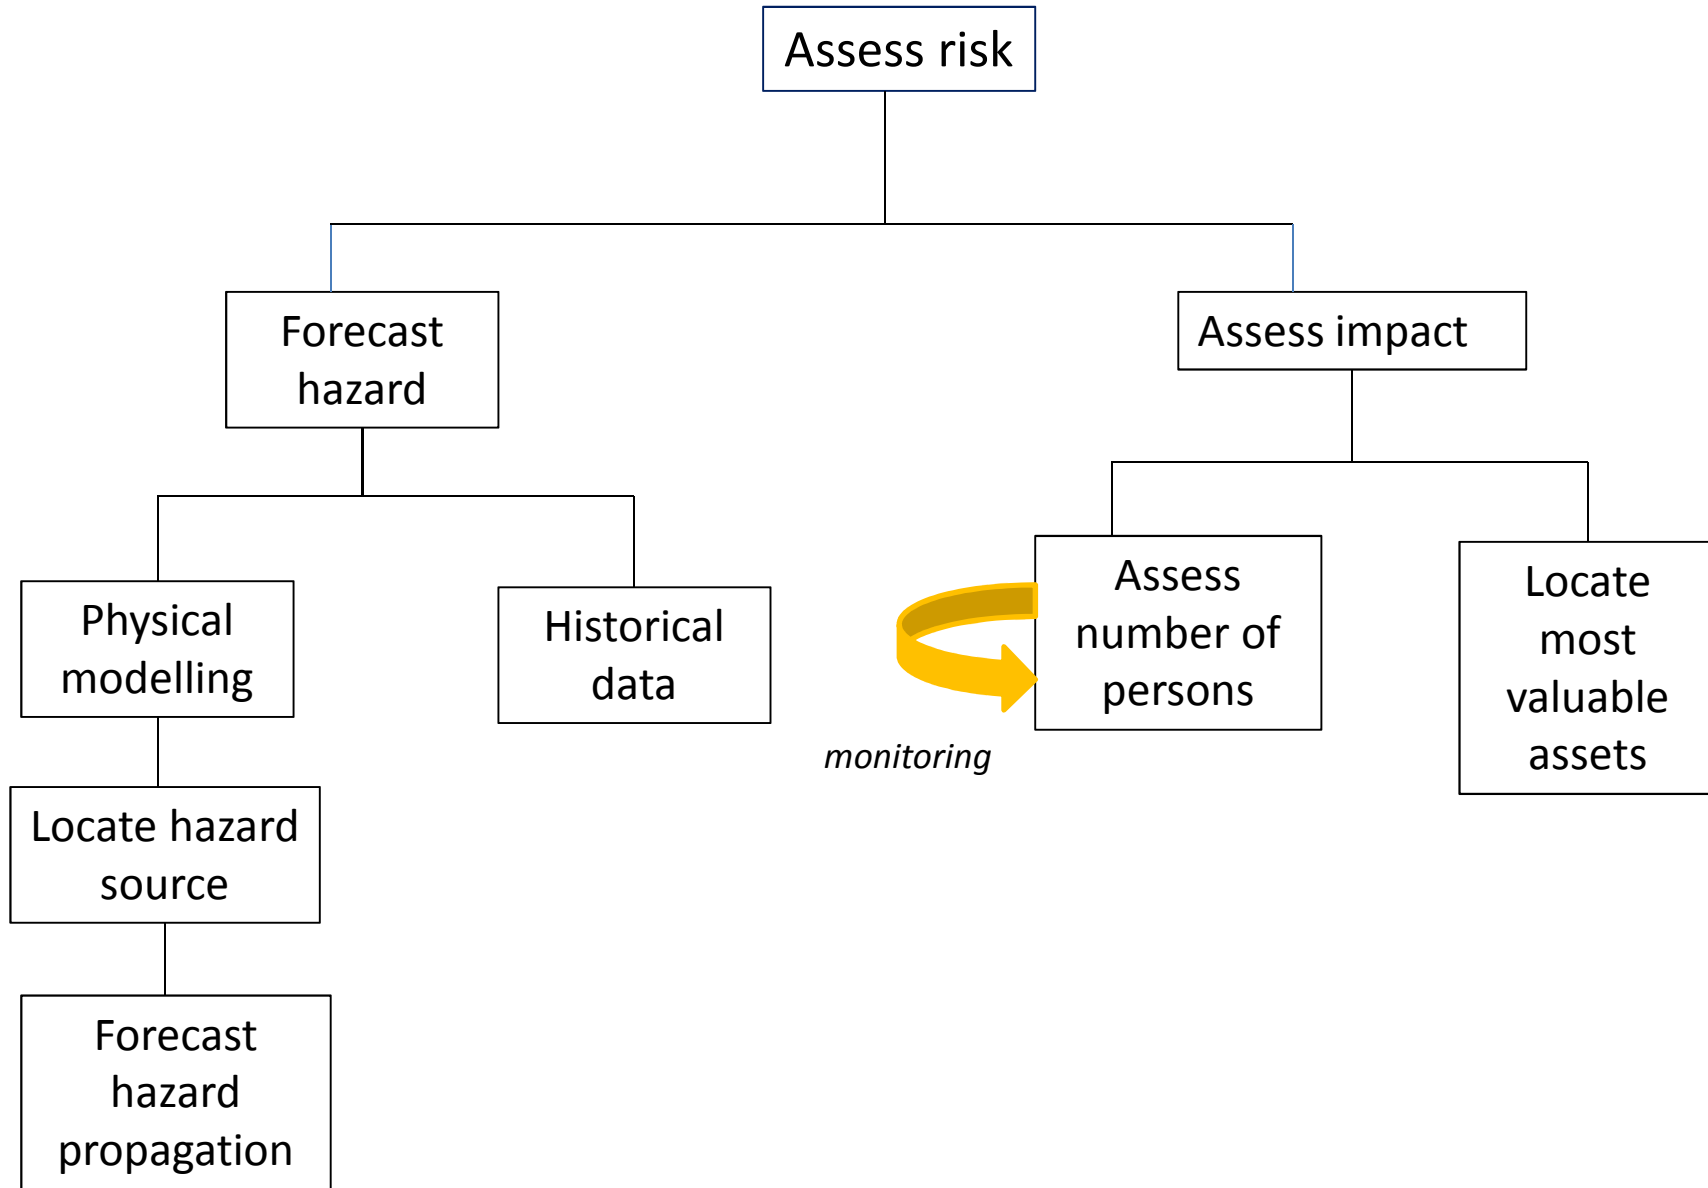 Assess risk
Forecast
hazard
Assess impact
Physical
modelling
Historical
data
Assess
number of
persons
Locate
most
valuable
assets
monitoring
Locate hazard
source
Forecast
hazard
propagation